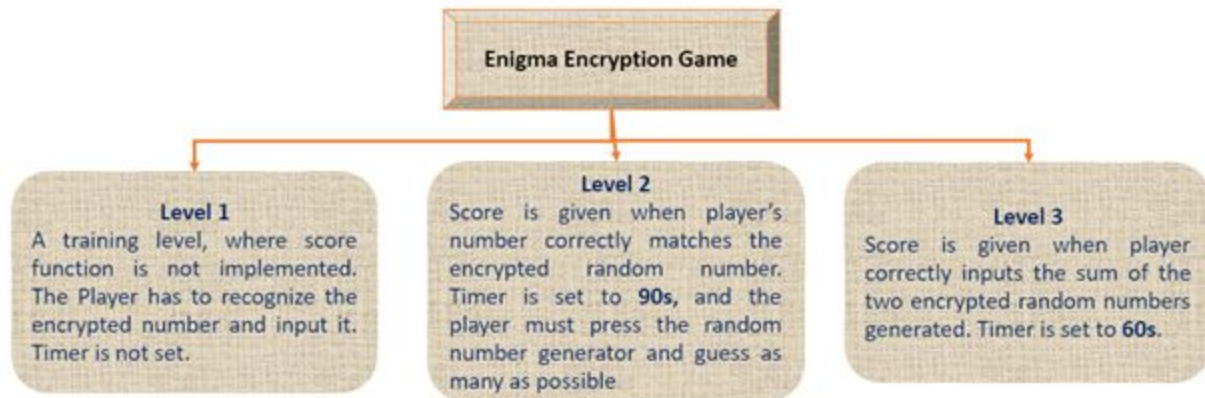 Enigma Encryption Game
Level 1
A training level, where score
function is not implemented.
The Player has to recognize the
encrypted number and input it.
Timer is not set.
Level 2
Score is given when player's
number correctly matches the
encrypted random number.
Timer is set to 90s, and the
player must press the random
number generator and guess as
many as possible
Level 3
Score is given when player
correctly inputs the sum of the
two encrypted random numbers
generated. Timer is set to 60s.